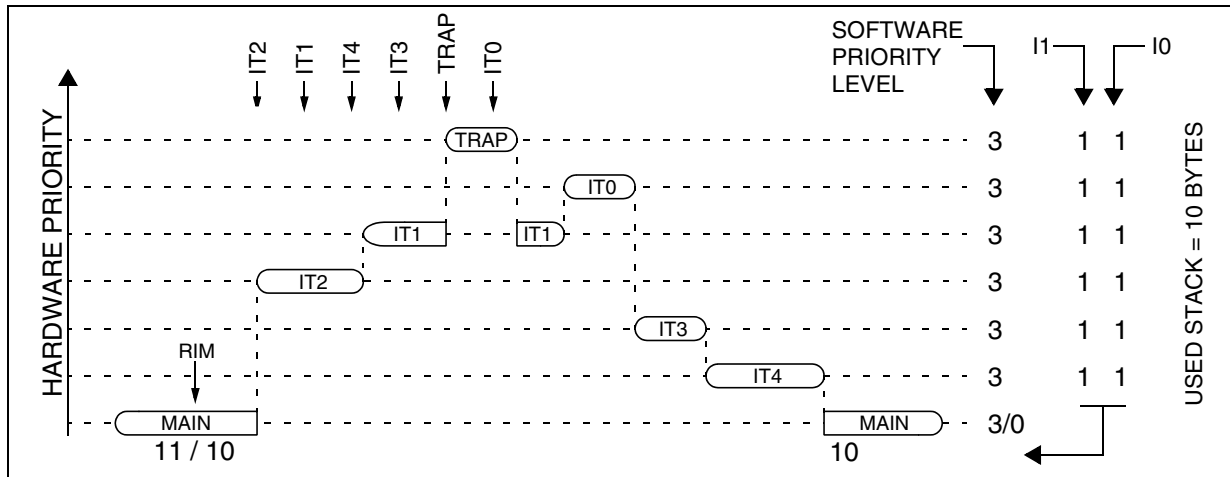 IT2
IT1
IT4
IT3
TRAP
IT0
SOFTWARE
PRIORITY
LEVEL
I1
I0
HARDWARE PRIORITY
TRAP
3
1 1
IT0
3
1 1
IT1
IT1
3
1 1
IT2
3
1 1
IT3
3
1 1
RIM
IT4
3
1 1
MAIN
MAIN
3/0
11 / 10
10
USED STACK = 10 BYTES